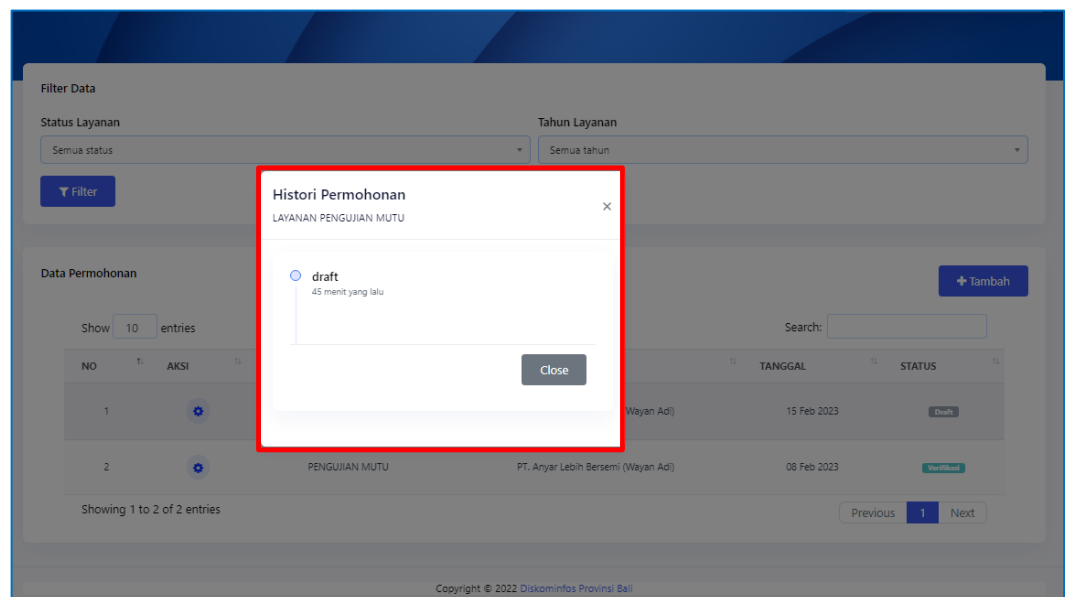 Filter Data
Status Layanan
Tahun Layanan
Semua status
Semua tahun
Filter
Histori Permohonan
LAYANAN PENGUJIAN MUTU
×
draft
45 menit yang lalu
Close
Data Permohonan
+ Tambah
Show 10 entries
Search:
NO AKSI TANGGAL STATUS
1 Wayan Adi) 15 Feb 2023 Draft
2 PENGUJIAN MUTU PT. Anyar Lebih Bersemi (Wayan Adi) 08 Feb 2023 Verifikasi
Showing 1 to 2 of 2 entries
Previous 1 Next
Copyright © 2022 Diskominfos Provinsi Bali